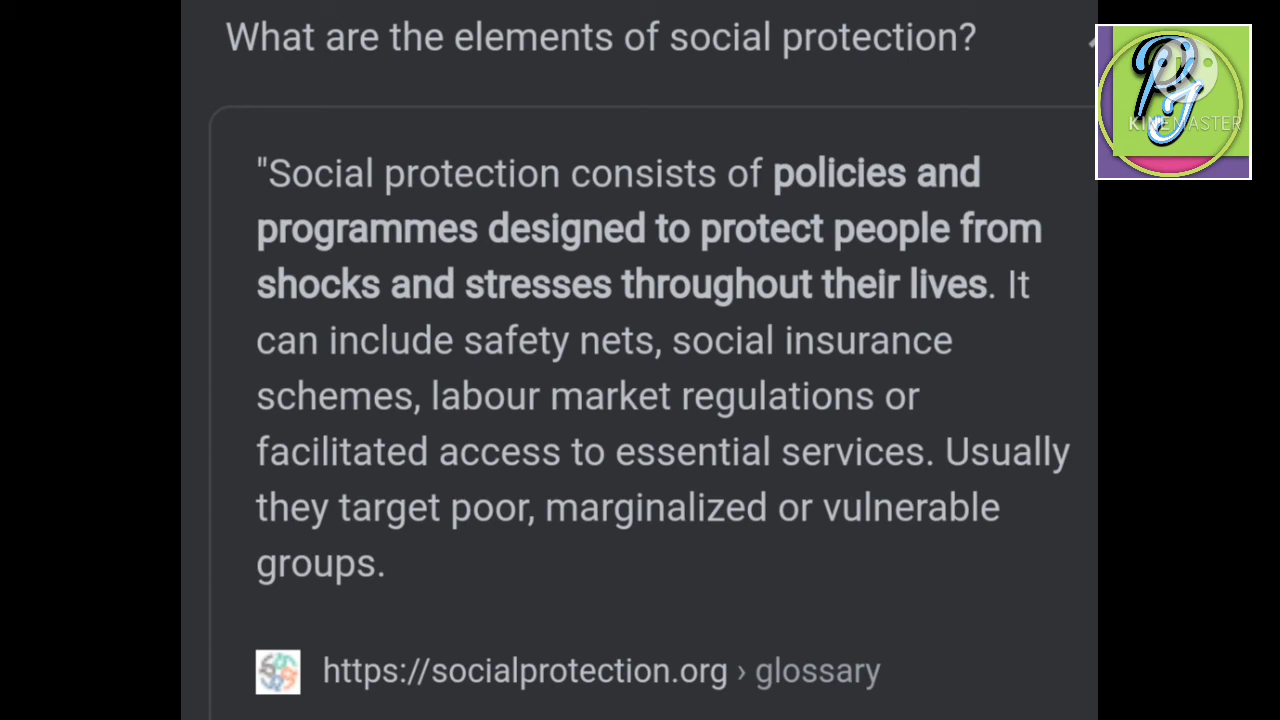 What are the elements of social protection?
"Social protection consists of policies and
programmes designed to protect people from
shocks and stresses throughout their lives. It
can include safety nets, social insurance
schemes, labour market regulations or
facilitated access to essential services. Usually
they target poor, marginalized or vulnerable
groups.
https://socialprotection.org › glossary
KINEMASTER